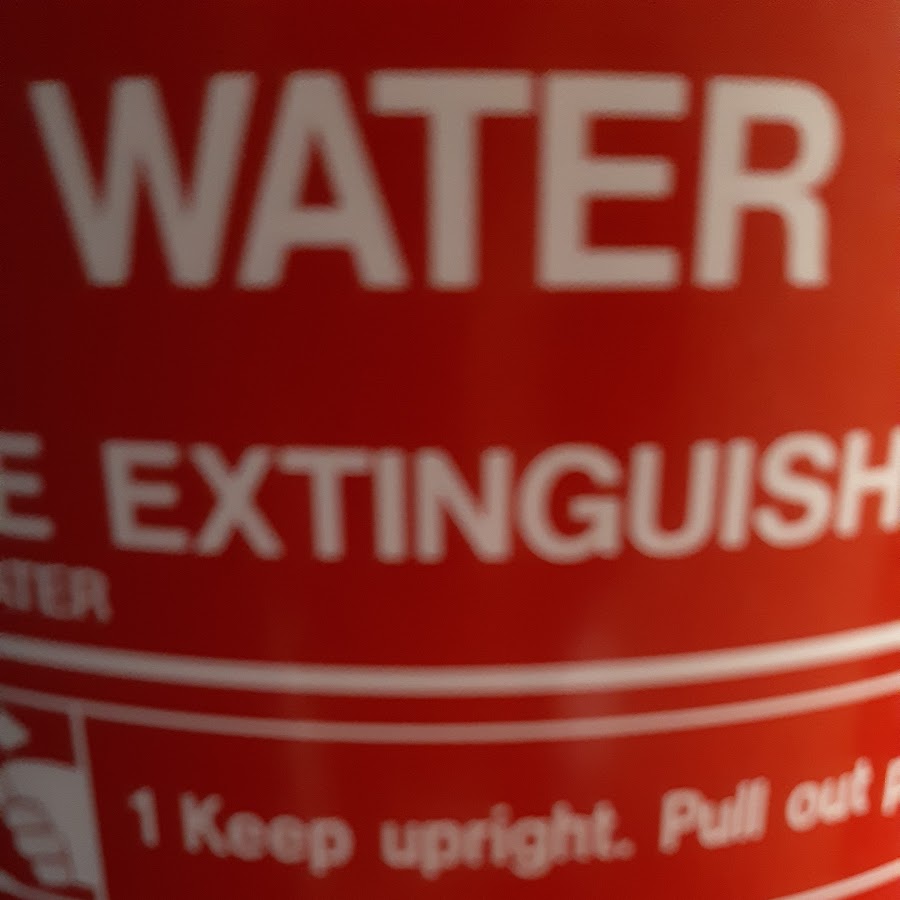 WATER
E EXTINGUISH
ATER
1 Keep upright. Pull out p